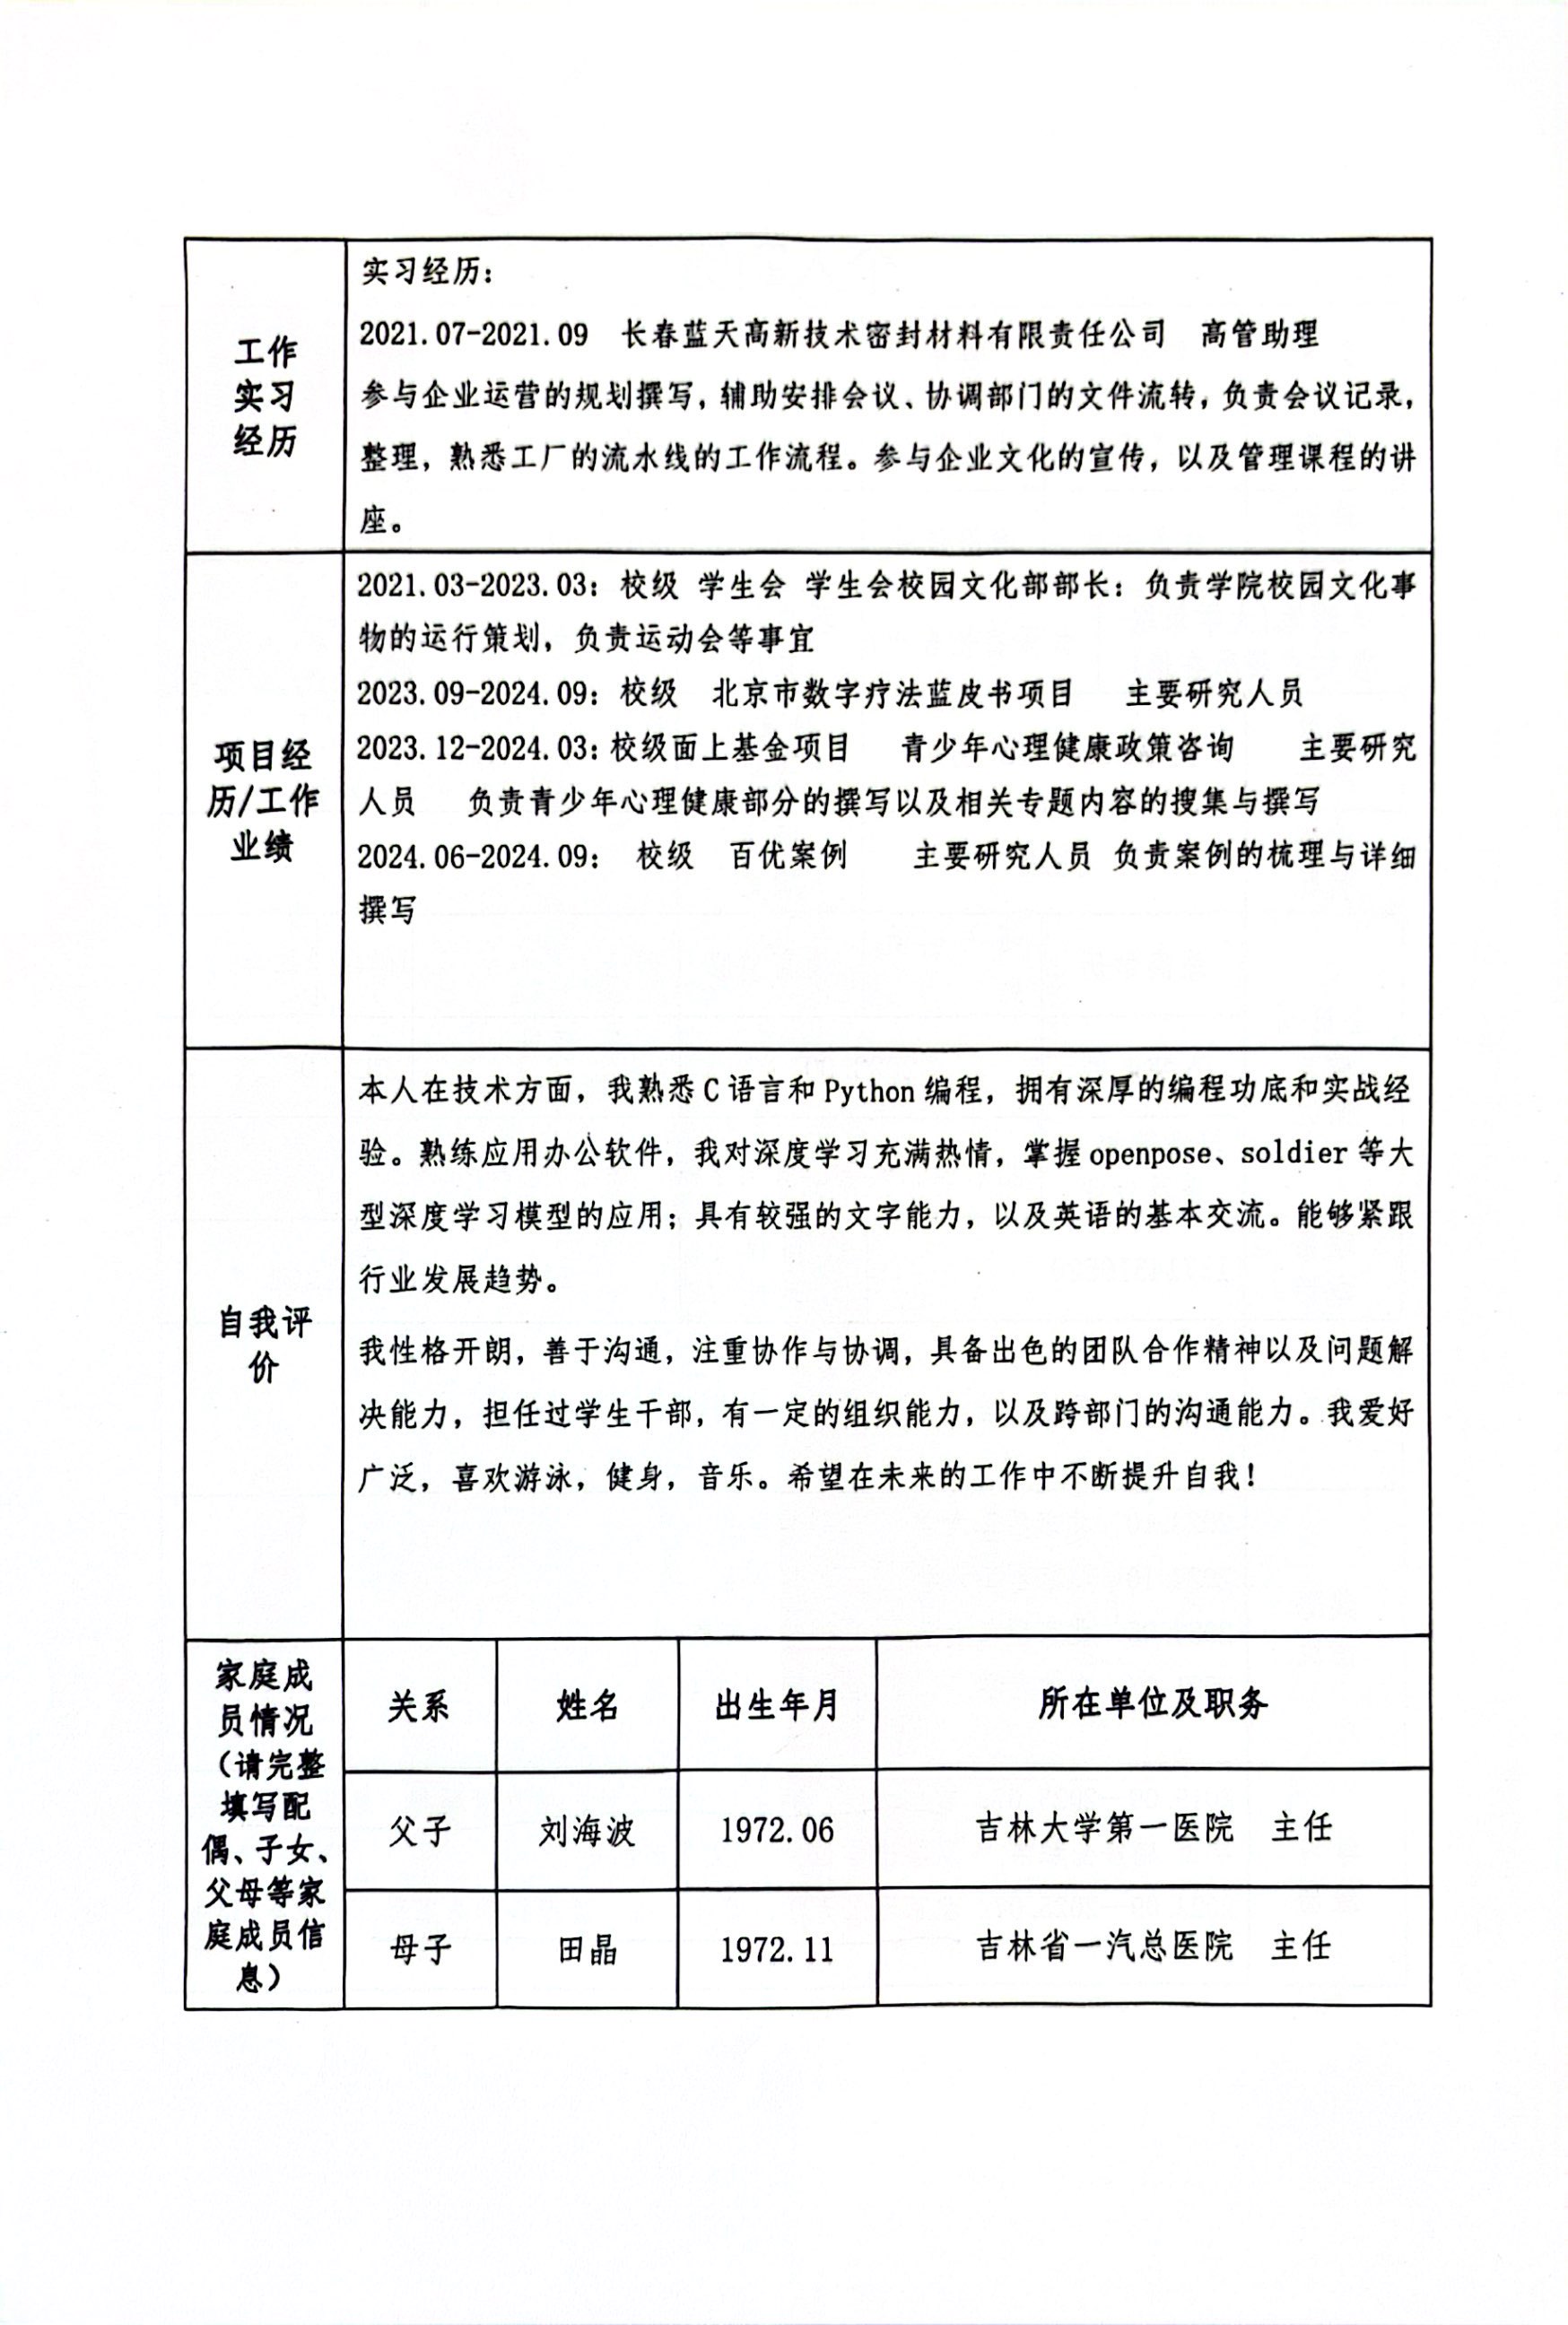 工作
实习
经历
实习经历：
2021.07-2021.09　长春蓝天高新技术密封材料有限责任公司　高管助理
参与企业运营的规划撰写，辅助安排会议、协调部门的文件流转，负责会议记录，
整理，熟悉工厂的流水线的工作流程。参与企业文化的宣传，以及管理课程的讲
座。
项目经
历/工作
业绩
2021.03-2023.03：校级 学生会 学生会校园文化部部长：负责学院校园文化事
物的运行策划，负责运动会等事宜
2023.09-2024.09：校级　北京市数字疗法蓝皮书项目　主要研究人员
2023.12-2024.03：校级面上基金项目　青少年心理健康政策咨询　　主要研究
人员　负责青少年心理健康部分的撰写以及相关专题内容的搜集与撰写
2024.06-2024.09： 校级　百优案例　　主要研究人员 负责案例的梳理与详细
撰写
自我评
价
本人在技术方面，我熟悉C语言和Python编程，拥有深厚的编程功底和实战经
验。熟练应用办公软件，我对深度学习充满热情，掌握openpose、soldier等大
型深度学习模型的应用；具有较强的文字能力，以及英语的基本交流。能够紧跟
行业发展趋势。
我性格开朗，善于沟通，注重协作与协调，具备出色的团队合作精神以及问题解
决能力，担任过学生干部，有一定的组织能力，以及跨部门的沟通能力。我爱好
广泛，喜欢游泳，健身，音乐。希望在未来的工作中不断提升自我！
家庭成
员情况
（请完整
填写配
偶、子女、
父母等家
庭成员信
息）
关系　姓名　出生年月　所在单位及职务
父子　刘海波　1972.06　吉林大学第一医院　主任
母子　田晶　1972.11　吉林省一汽总医院　主任